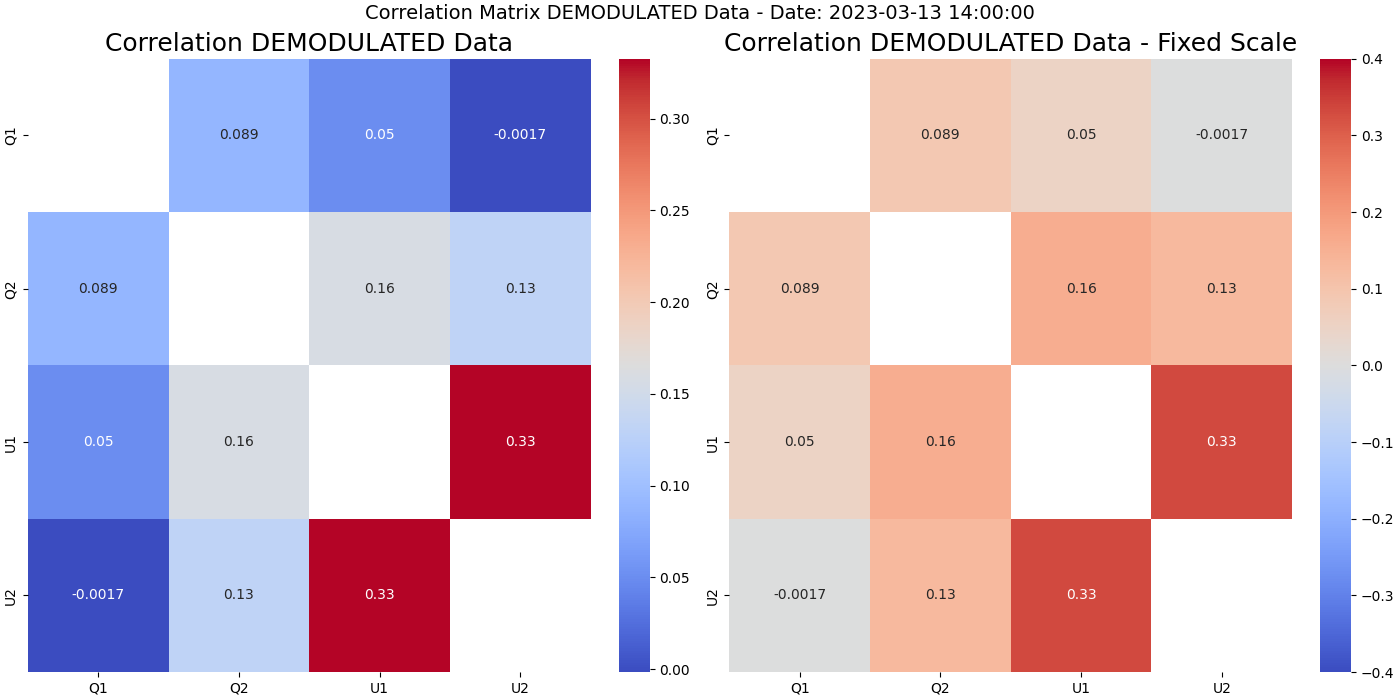 Correlation Matrix DEMODULATED Data - Date: 2023-03-13 14:00:00
Correlation DEMODULATED Data
Q1
0.089
0.05
-0.0017
Q2
0.089
0.16
0.13
U1
0.05
0.16
0.33
U2
-0.0017
0.13
0.33
Q1
Q2
U1
U2
0.30
0.25
0.20
0.15
0.10
0.05
0.00
Correlation DEMODULATED Data - Fixed Scale
Q1
0.089
0.05
-0.0017
Q2
0.089
0.16
0.13
U1
0.05
0.16
0.33
U2
-0.0017
0.13
0.33
Q1
Q2
U1
U2
0.4
0.3
0.2
0.1
0.0
−0.1
−0.2
−0.3
−0.4